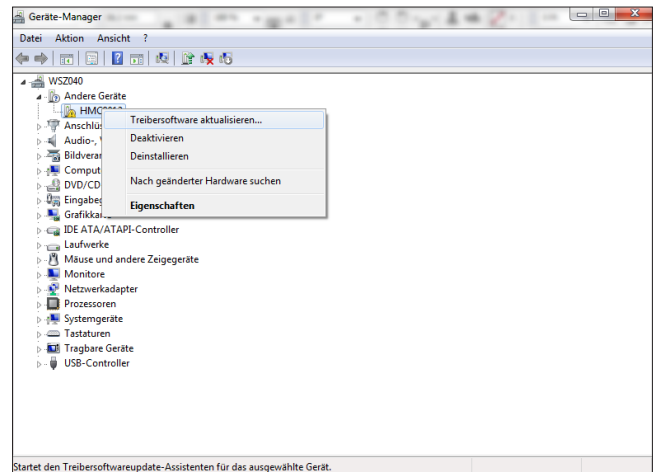 Geräte-Manager
Datei Aktion Ansicht ?
WSZ040
Andere Geräte
Treibersoftware aktualisieren...
Deaktivieren
Deinstallieren
Nach geänderter Hardware suchen
Eigenschaften
IDE ATA/ATAPI-Controller
Laufwerke
Mäuse und andere Zeigegeräte
Monitore
Netzwerkadapter
Prozessoren
Systemgeräte
Tastaturen
Tragbare Geräte
USB-Controller
Startet den Treibersoftwareupdate-Assistenten für das ausgewählte Gerät.